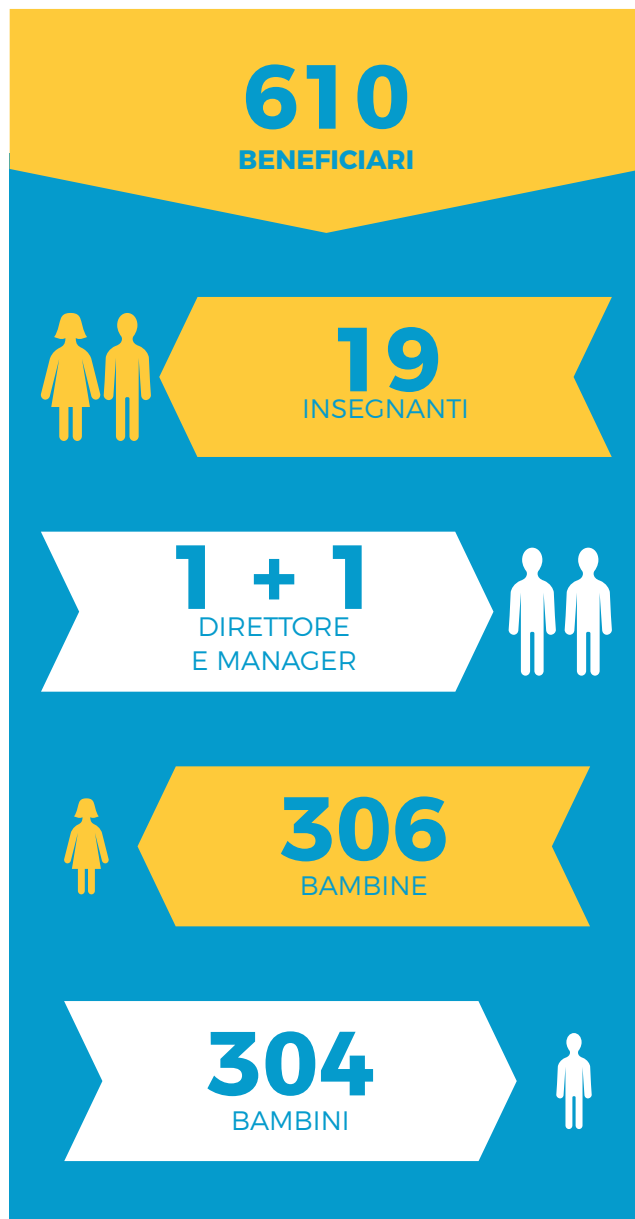 610
BENEFICIARI
19
INSEGNANTI
1 + 1
DIRETTORE
E MANAGER
306
BAMBINE
304
BAMBINI